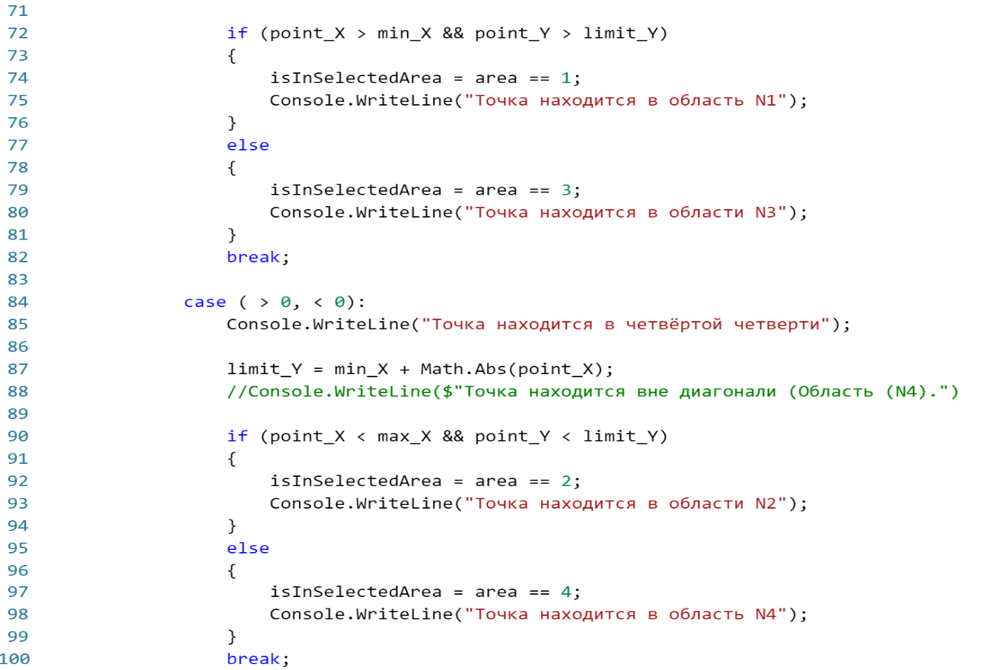 71
72 if (point_X > min_X && point_Y > limit_Y)
73 {
74 isInSelectedArea = area == 1;
75 Console.WriteLine("Точка находится в область N1");
76 }
77 else
78 {
79 isInSelectedArea = area == 3;
80 Console.WriteLine("Точка находится в области N3");
81 }
82 break;
83
84 case ( > 0, < 0):
85 Console.WriteLine("Точка находится в четвёртой четверти");
86
87 limit_Y = min_X + Math.Abs(point_X);
88 //Console.WriteLine($"Точка находится вне диагонали (Область (N4).")
89
90 if (point_X < max_X && point_Y < limit_Y)
91 {
92 isInSelectedArea = area == 2;
93 Console.WriteLine("Точка находится в области N2");
94 }
95 else
96 {
97 isInSelectedArea = area == 4;
98 Console.WriteLine("Точка находится в область N4");
99 }
100 break;